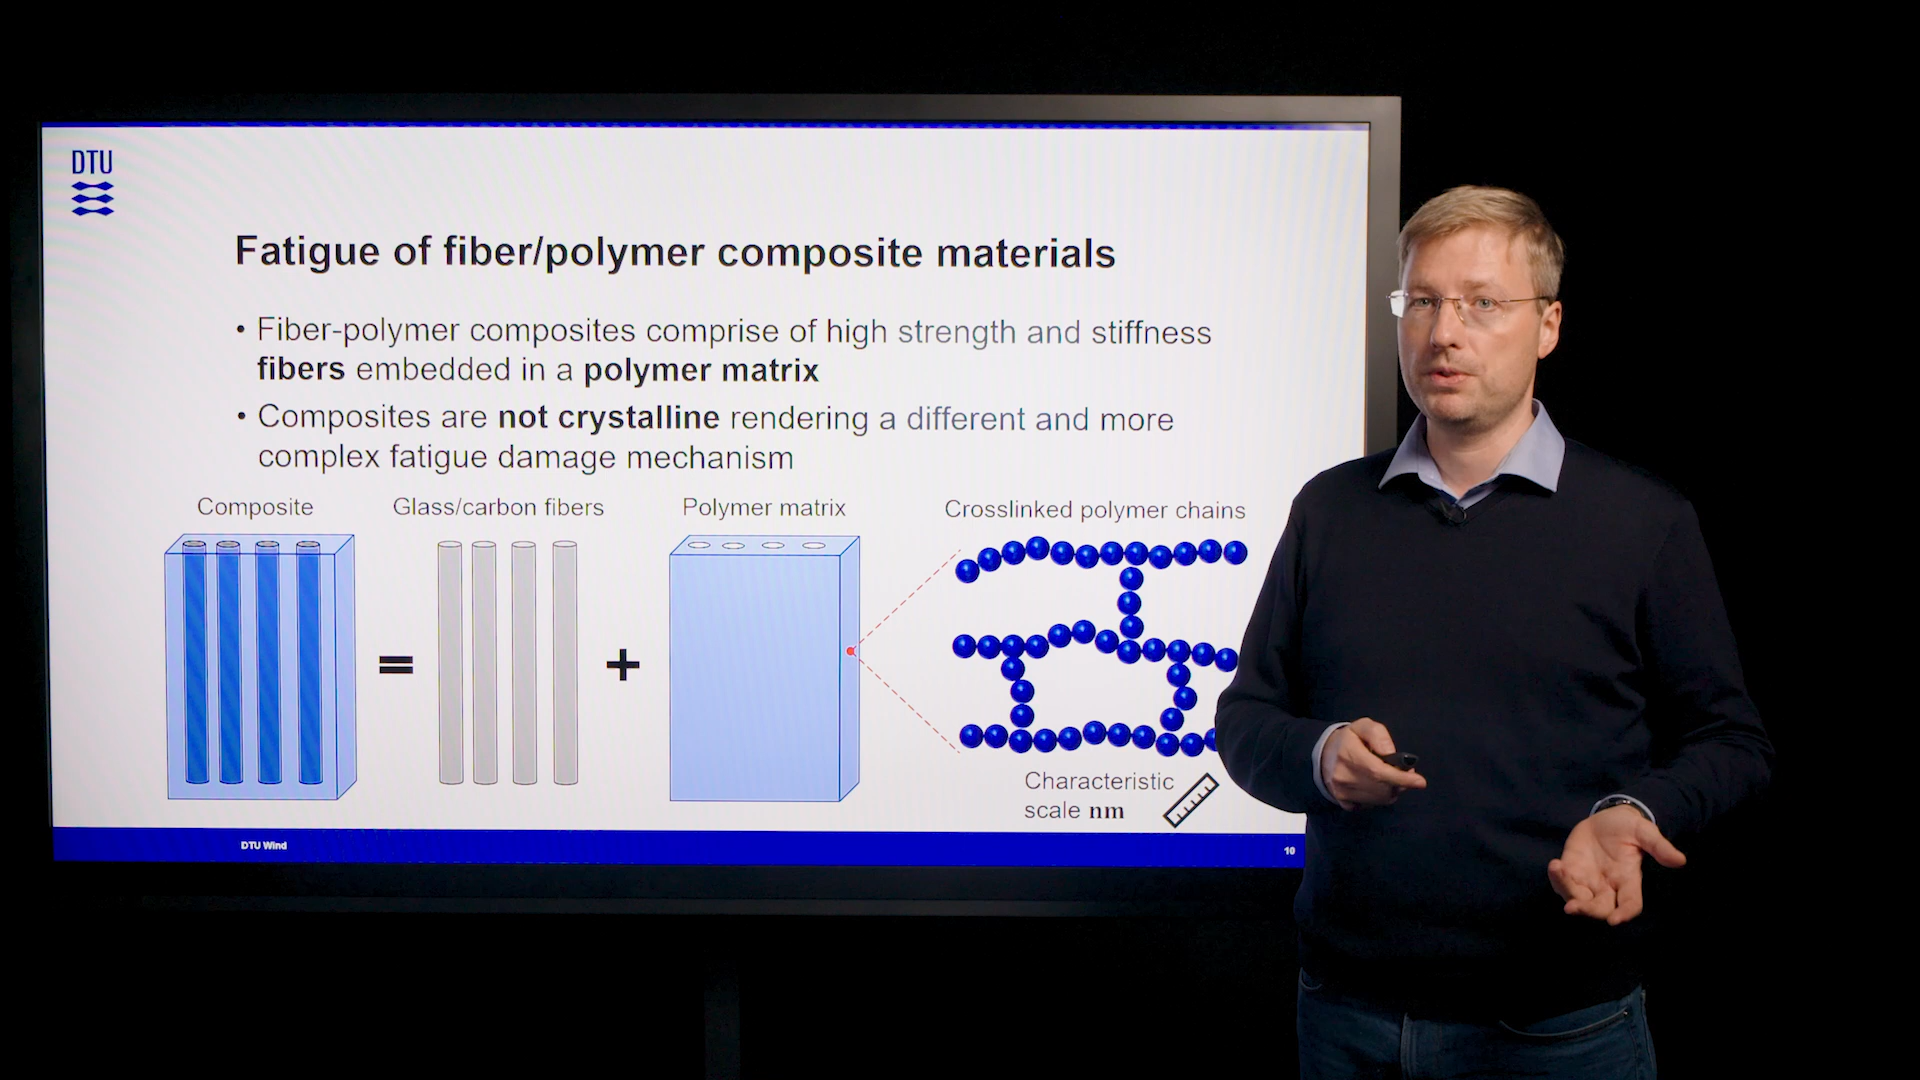 DTU
Fatigue of fiber/polymer composite materials
• Fiber-polymer composites comprise of high strength and stiffness
fibers embedded in a polymer matrix
• Composites are not crystalline rendering a different and more
complex fatigue damage mechanism
Composite
Glass/carbon fibers
Polymer matrix
Crosslinked polymer chains
=
+
Characteristic
scale nm
DTU Wind
10